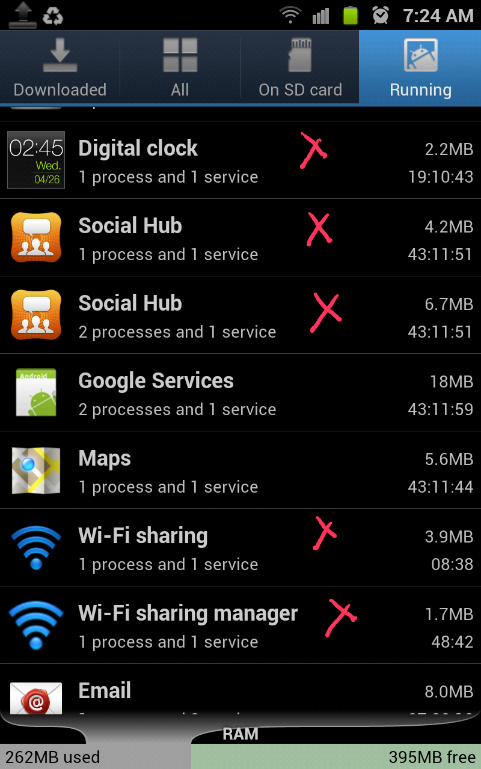 7:24 AM
Downloaded
All
On SD card
Running
02:45
Wed.
04/26
Digital clock
2.2MB
1 process and 1 service
19:10:43
Social Hub
4.2MB
1 process and 1 service
43:11:51
Social Hub
6.7MB
2 processes and 1 service
43:11:51
Android
Google Services
18MB
2 processes and 1 service
43:11:59
Maps
5.6MB
1 process and 1 service
43:11:44
Wi-Fi sharing
3.9MB
1 process and 1 service
08:38
Wi-Fi sharing manager
1.7MB
1 process and 1 service
48:42
@
Email
8.0MB
RAM
262MB used
395MB free